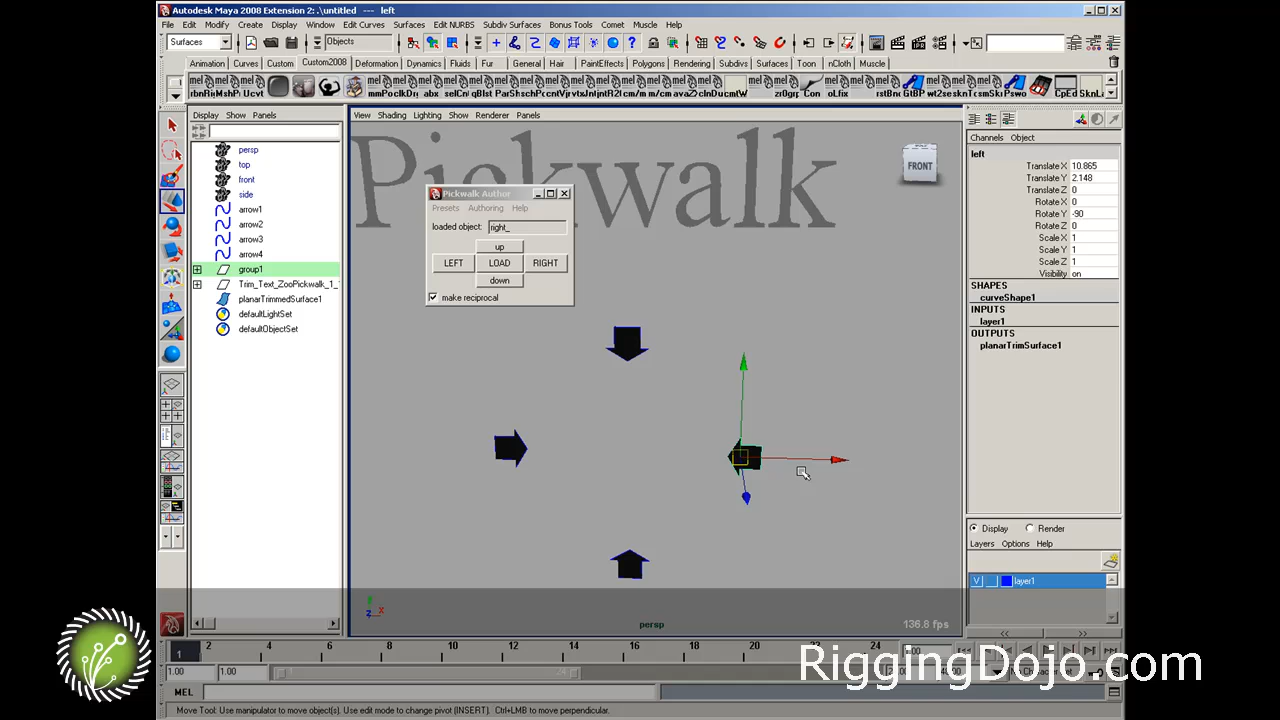 Autodesk Maya 2008 Extension 2: .\untitled --- left
File Edit Modify Create Display Window Edit Curves Surfaces Edit NURBS Subdiv Surfaces Bonus Tools Comet Muscle Help
Surfaces Objects
Animation Curves Custom Custom2008 Deformation Dynamics Fluids Fur General Hair PaintEffects Polygons Rendering Subdivs Surfaces Toon nCloth Muscle
Display Show Panels
View Shading Lighting Show Renderer Panels
Channels Object
persp
top
front
side
arrow1
arrow2
arrow3
arrow4
group1
Trim_Text_ZooPickwalk_1_
planarTrimmedSurface1
defaultLightSet
defaultObjectSet
Pickwalk
FRONT
Pickwalk Author
Presets Authoring Help
loaded object: right_
up
LEFT LOAD RIGHT
down
make reciprocal
left
Translate X 10.865
Translate Y 2.148
Translate Z 0
Rotate X 0
Rotate Y -90
Rotate Z 0
Scale X 1
Scale Y 1
Scale Z 1
Visibility on
SHAPES
curveShape1
INPUTS
layer1
OUTPUTS
planarTrimSurface1
Display Render
Layers Options Help
V layer1
persp
136.8 fps
1 2 4 6 8 10 12 14 16 18 20 22 24
1.00 1.00
RiggingDojo.com
MEL
Move Tool: Use manipulator to move object(s). Use edit mode to change pivot (INSERT). Ctrl+LMB to move perpendicular.